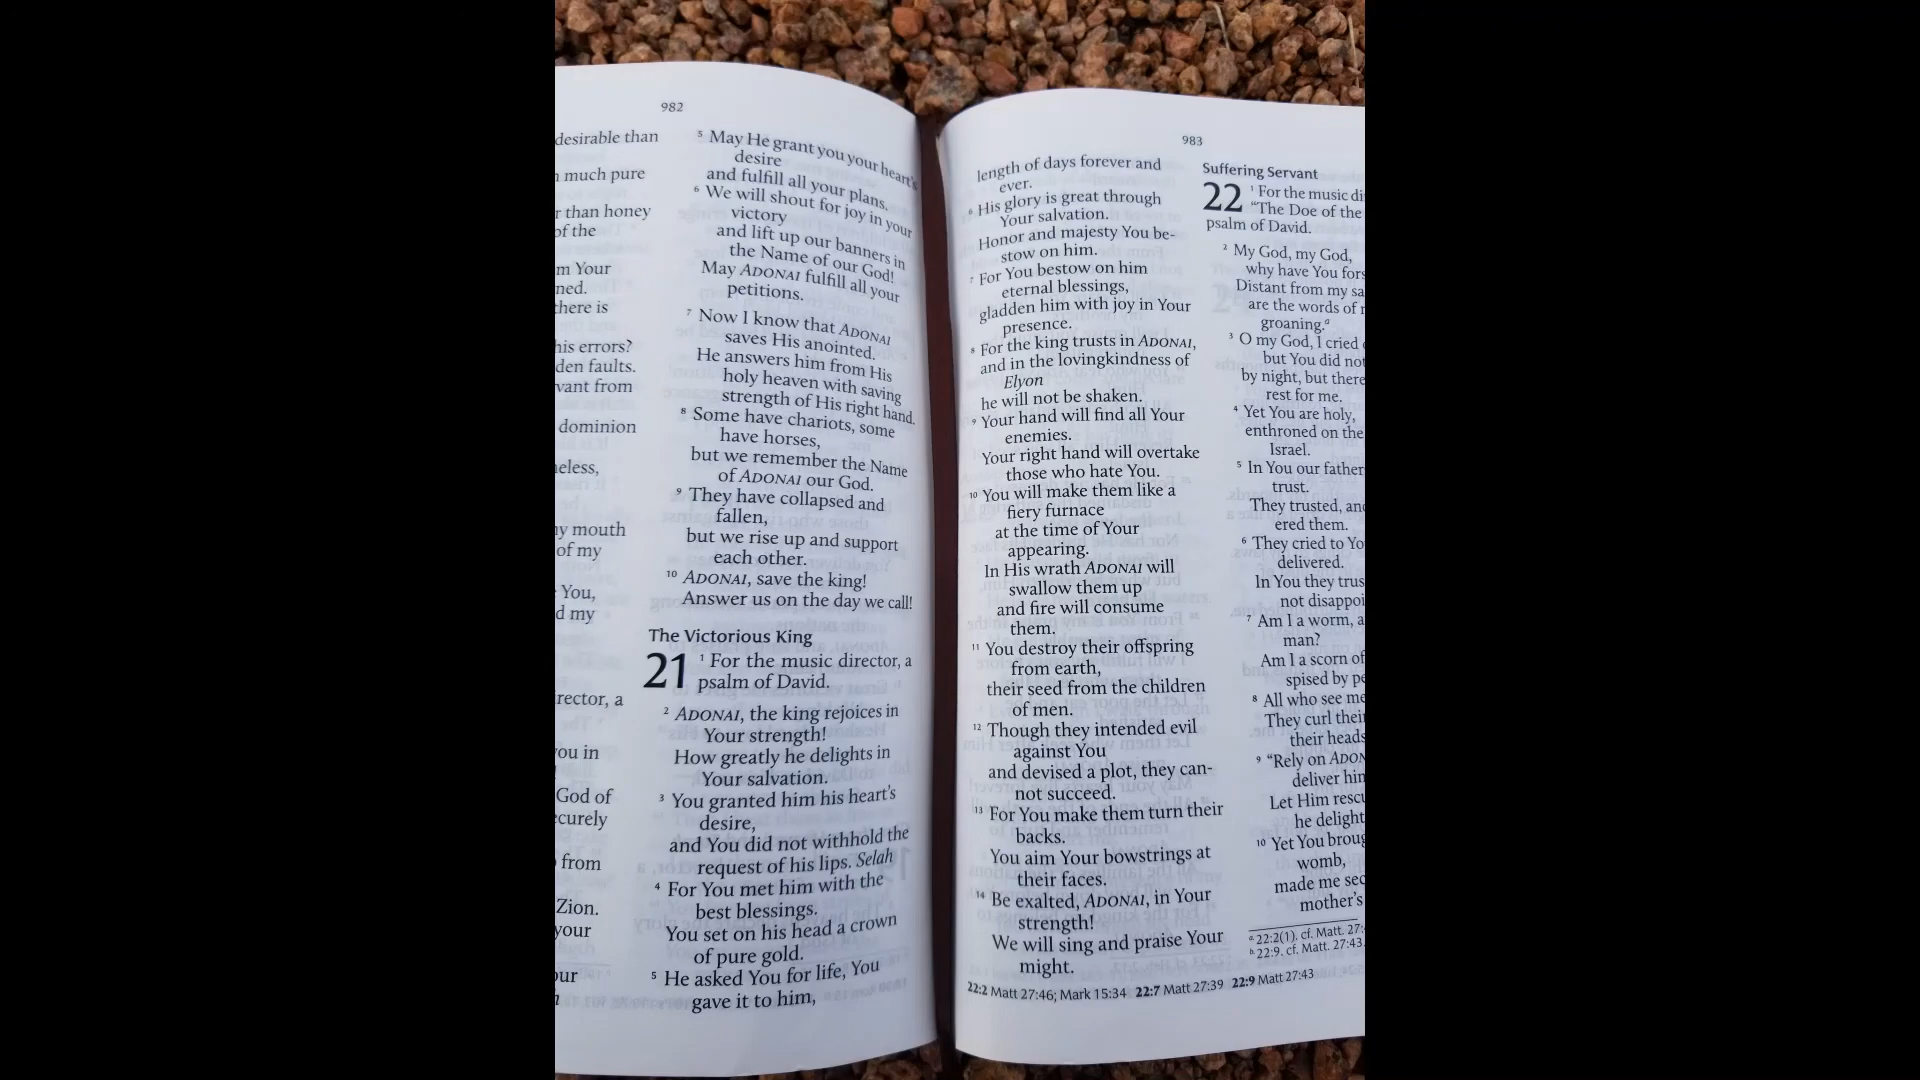 982
desirable than
much pure
than honey
of the
Your
there is
his errors?
faults.
from
dominion
mouth
of my
You,
my
a
in
God of
from
Zion.
your
5 May He grant you your heart's
desire
and fulfill all your plans.
6 We will shout for joy in your
victory
and lift up our banners in
the Name of our God!
May ADONAI fulfill all your
petitions.
7 Now I know that ADONAI
saves His anointed.
He answers him from His
holy heaven with saving
strength of His right hand.
8 Some have chariots, some
have horses,
but we remember the Name
of ADONAI our God.
9 They have collapsed and
fallen,
but we rise up and support
each other.
10 ADONAI, save the king!
Answer us on the day we call!
The Victorious King
21 1 For the music director, a
psalm of David.
2 ADONAI, the king rejoices in
Your strength!
How greatly he delights in
Your salvation.
3 You granted him his heart's
desire,
and You did not withhold the
request of his lips. Selah
4 For You met him with the
best blessings.
You set on his head a crown
of pure gold.
5 He asked You for life, You
gave it to him,
983
length of days forever and
ever.
6 His glory is great through
Your salvation.
Honor and majesty You be-
stow on him.
7 For You bestow on him
eternal blessings,
gladden him with joy in Your
presence.
8 For the king trusts in ADONAI,
and in the lovingkindness of
Elyon
he will not be shaken.
9 Your hand will find all Your
enemies.
Your right hand will overtake
those who hate You.
10 You will make them like a
fiery furnace
at the time of Your
appearing.
In His wrath ADONAI will
swallow them up
and fire will consume
them.
11 You destroy their offspring
from earth,
their seed from the children
of men.
12 Though they intended evil
against You
and devised a plot, they can-
not succeed.
13 For You make them turn their
backs.
You aim Your bowstrings at
their faces.
14 Be exalted, ADONAI, in Your
strength!
We will sing and praise Your
might.
Suffering Servant
22 1 For the music
"The Doe of the
psalm of David.
2 My God, my God,
why have You
Distant from my
are the words of
groaning.a
3 O my God, I cried
but You did not
by night, but there
rest for me.
4 Yet You are holy,
enthroned on the
Israel.
5 In You our
trust.
They trusted,
ered them.
6 They cried to
delivered.
In You they
not
7 Am I a worm, a
man?
Am I a scorn of
spised by
8 All who see me
They curl their
their heads
9 "Rely on
deliver
Let Him
he
10 Yet You
womb,
made me
mother's
a 22:2(1). cf. Matt. 27:
b 22:9. cf. Matt. 27:43.
22:2 Matt 27:46; Mark 15:34 22:7 Matt 27:39 22:9 Matt 27:43